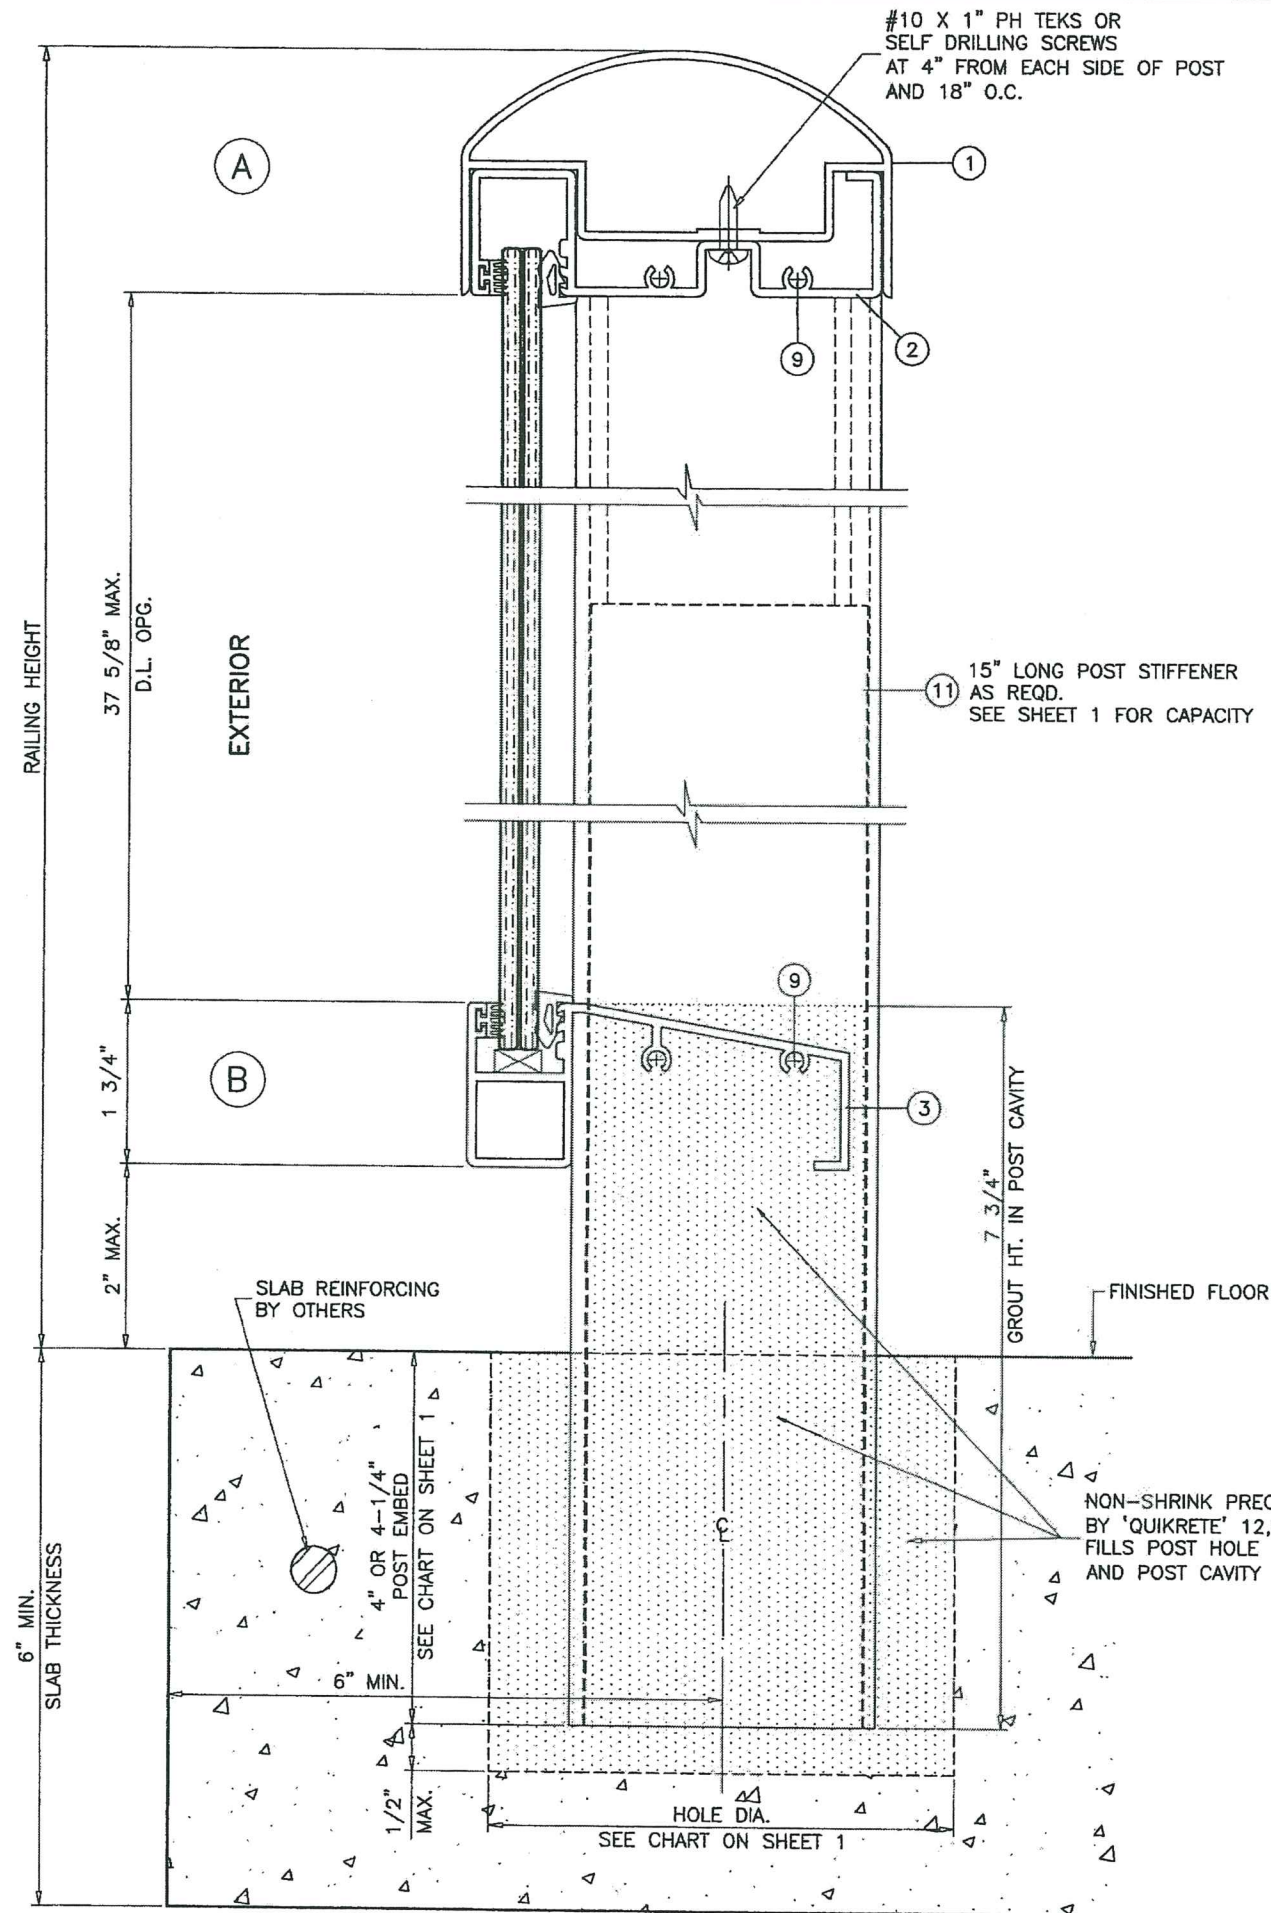 #10 X 1" PH TEKS OR
SELF DRILLING SCREWS
AT 4" FROM EACH SIDE OF POST
AND 18" O.C.
A
1
2
9
RAILING HEIGHT
37 5/8" MAX.
D.L. OPG.
EXTERIOR
11
15" LONG POST STIFFENER
AS REQD.
SEE SHEET 1 FOR CAPACITY
9
B
1 3/4"
3
7 3/4"
GROUT HT. IN POST CAVITY
2" MAX.
SLAB REINFORCING
BY OTHERS
FINISHED FLOOR
4" OR 4-1/4"
POST EMBED
SEE CHART ON SHEET 1
CL
NON-SHRINK PREC
BY 'QUIKRETE' 12,
FILLS POST HOLE
AND POST CAVITY
6" MIN.
SLAB THICKNESS
6" MIN.
1/2"
MAX.
HOLE DIA.
SEE CHART ON SHEET 1